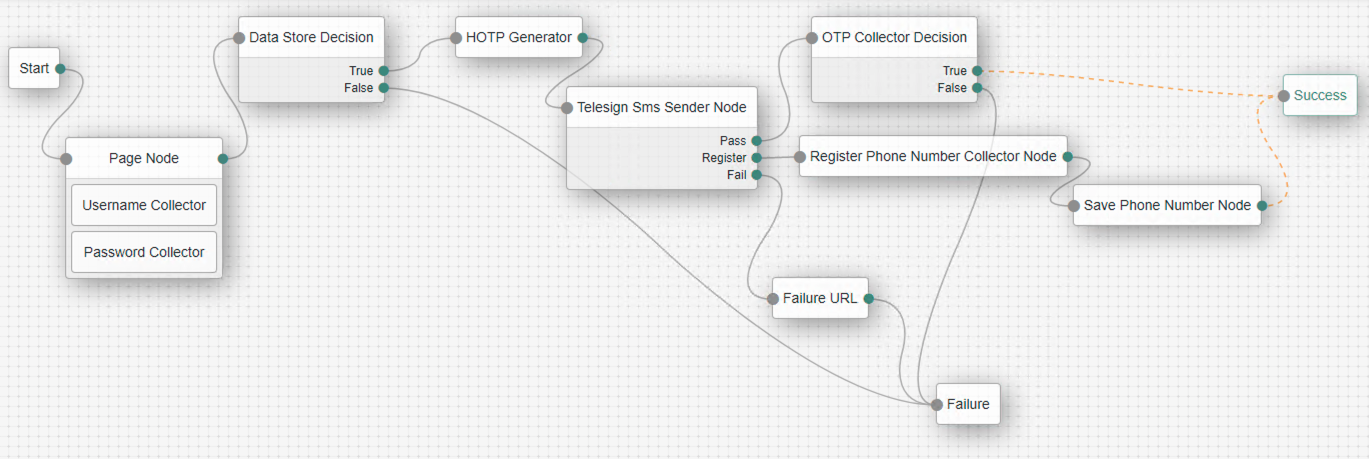 Start
Page Node
Username Collector
Password Collector
Data Store Decision
True
False
HOTP Generator
Telesign Sms Sender Node
Pass
Register
Fail
OTP Collector Decision
True
False
Register Phone Number Collector Node
Save Phone Number Node
Success
Failure URL
Failure